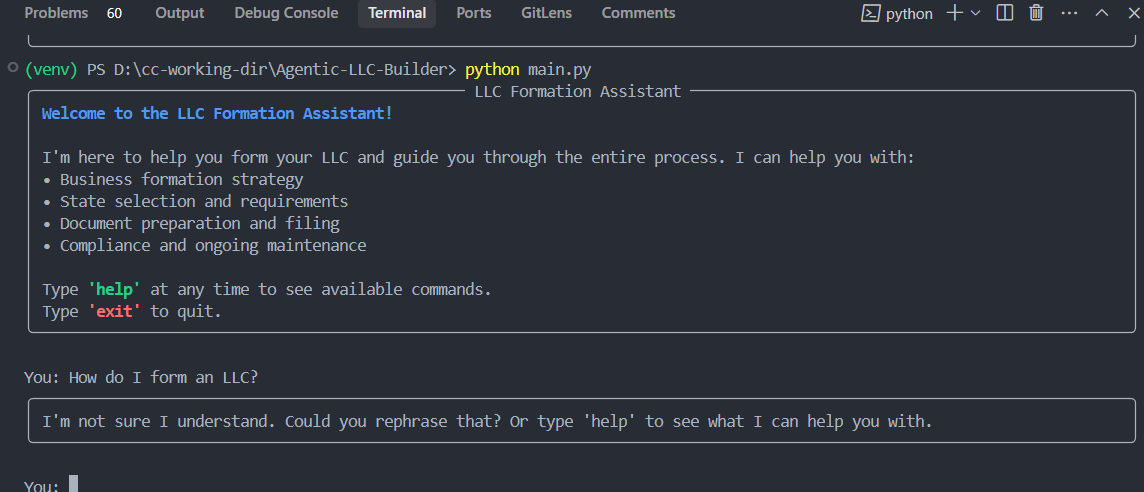 Problems 60 Output Debug Console Terminal Ports GitLens Comments python
(venv) PS D:\cc-working-dir\Agentic-LLC-Builder> python main.py
LLC Formation Assistant
Welcome to the LLC Formation Assistant!
I'm here to help you form your LLC and guide you through the entire process. I can help you with:
• Business formation strategy
• State selection and requirements
• Document preparation and filing
• Compliance and ongoing maintenance
Type 'help' at any time to see available commands.
Type 'exit' to quit.
You: How do I form an LLC?
I'm not sure I understand. Could you rephrase that? Or type 'help' to see what I can help you with.
You: